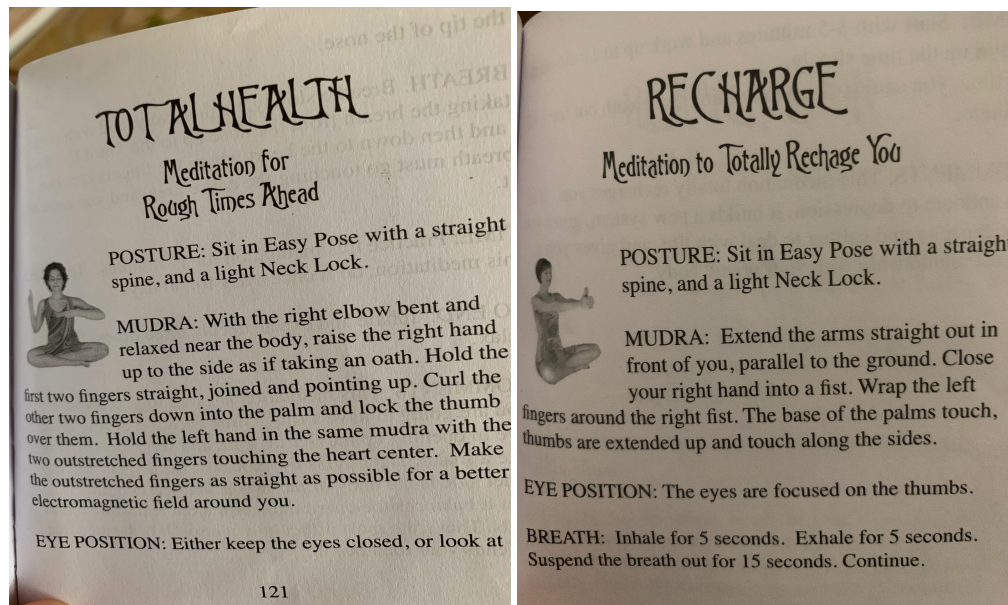 TOTAL HEALTH
Meditation for
Rough Times Ahead
POSTURE: Sit in Easy Pose with a straight
spine, and a light Neck Lock.
MUDRA: With the right elbow bent and
relaxed near the body, raise the right hand
up to the side as if taking an oath. Hold the
first two fingers straight, joined and pointing up. Curl the
other two fingers down into the palm and lock the thumb
over them. Hold the left hand in the same mudra with the
two outstretched fingers touching the heart center. Make
the outstretched fingers as straight as possible for a better
electromagnetic field around you.
EYE POSITION: Either keep the eyes closed, or look at
121
RECHARGE
Meditation to Totally Rechage You
POSTURE: Sit in Easy Pose with a straight
spine, and a light Neck Lock.
MUDRA: Extend the arms straight out in
front of you, parallel to the ground. Close
your right hand into a fist. Wrap the left
fingers around the right fist. The base of the palms touch,
thumbs are extended up and touch along the sides.
EYE POSITION: The eyes are focused on the thumbs.
BREATH: Inhale for 5 seconds. Exhale for 5 seconds.
Suspend the breath out for 15 seconds. Continue.